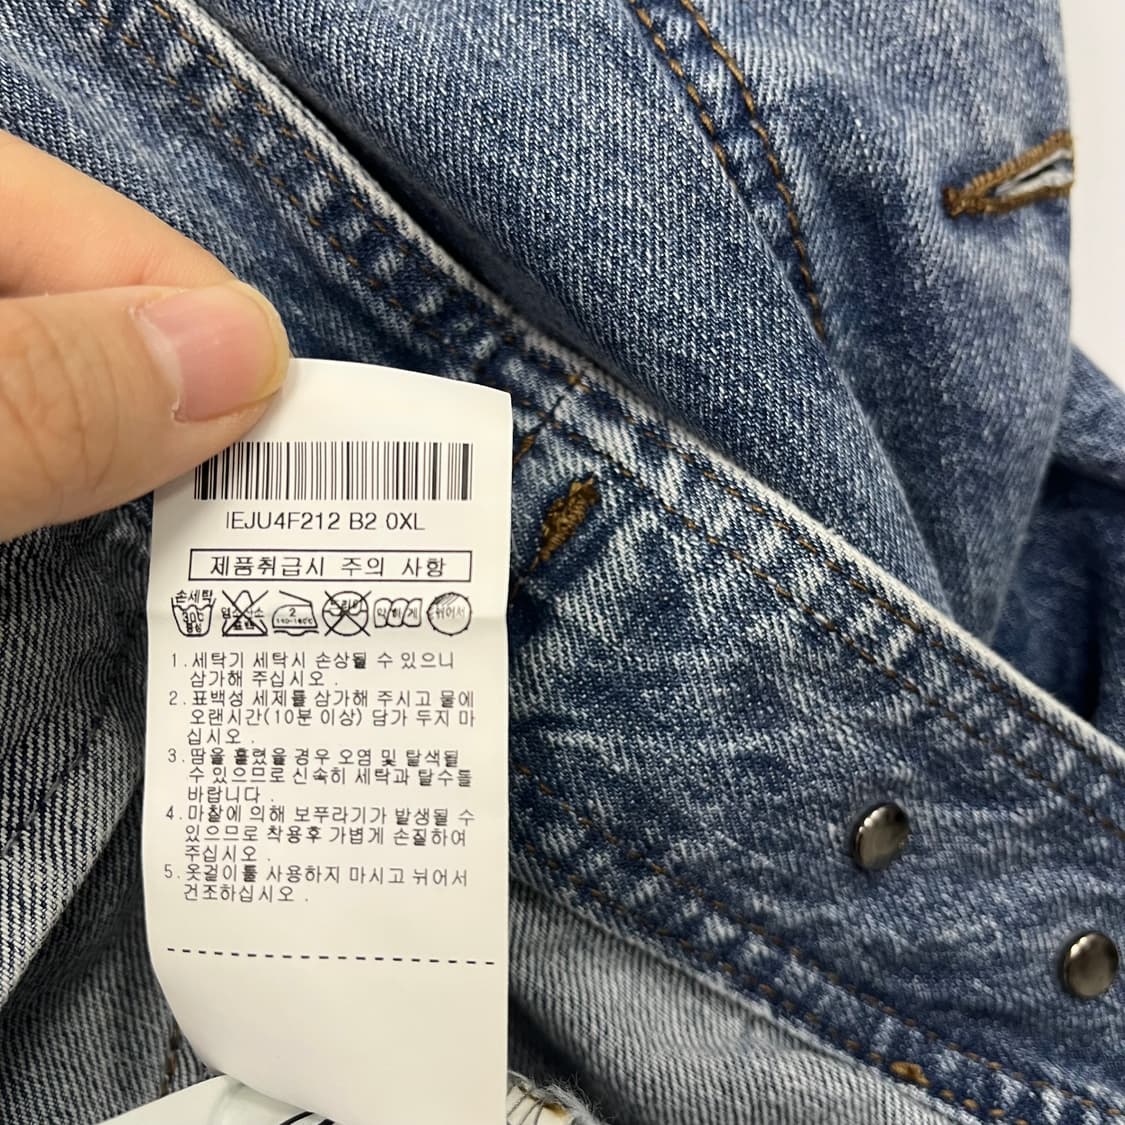 IEJU4F212 B2 0XL
제품취급시 주의 사항
손세탁
30℃
중성
염소산소
표백
2
140-160℃
드라이
약하게
뉘어서
1.세탁기 세탁시 손상될 수 있으니
삼가해 주십시오 .
2.표백성 세제를 삼가해 주시고 물에
오랜시간(10분 이상) 담가 두지 마
십시오 .
3.땀을 흘렸을 경우 오염 및 탈색될
수 있으므로 신속히 세탁과 탈수를
바랍니다 .
4.마찰에 의해 보푸라기가 발생될 수
있으므로 착용후 가볍게 손질하여
주십시오 .
5.옷걸이를 사용하지 마시고 뉘어서
건조하십시오 .